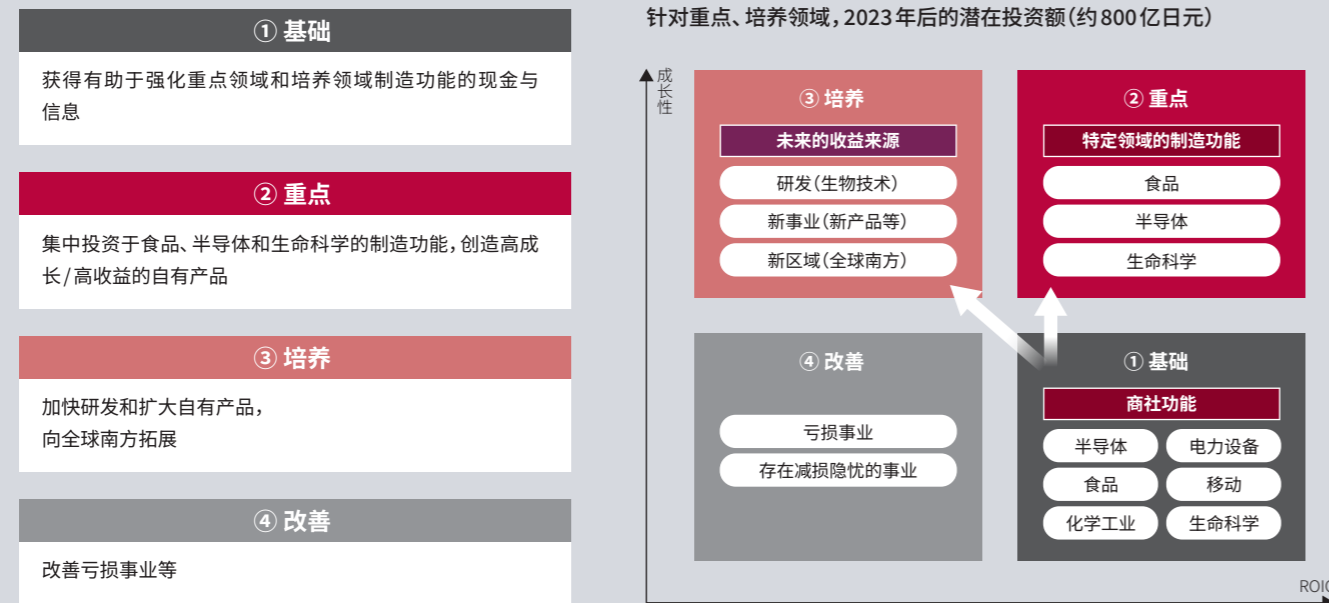 ① 基础
获得有助于强化重点领域和培养领域制造功能的现金与
信息
② 重点
集中投资于食品、半导体和生命科学的制造功能，创造高成
长/高收益的自有产品
③ 培养
加快研发和扩大自有产品，
向全球南方拓展
④ 改善
改善亏损事业等
针对重点、培养领域，2023年后的潜在投资额（约800亿日元）
成长性
③ 培养
未来的收益来源
研发（生物技术）
新事业（新产品等）
新区域（全球南方）
② 重点
特定领域的制造功能
食品
半导体
生命科学
④ 改善
亏损事业
存在减损隐忧的事业
① 基础
商社功能
半导体 电力设备
食品 移动
化学工业 生命科学
ROIC